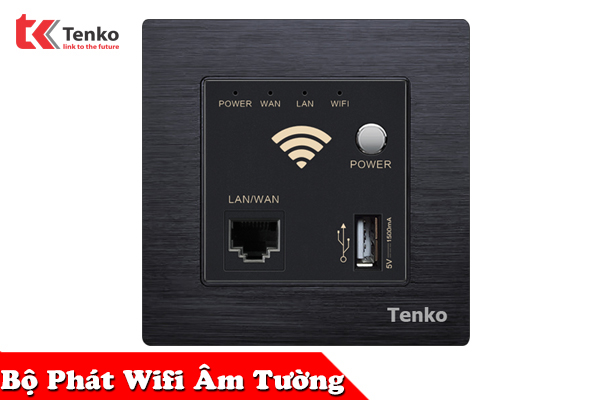 Tenko
link to the future
POWER WAN LAN WIFI
POWER
LAN/WAN
5V 1500mA
Tenko
Bộ Phát Wifi Âm Tường